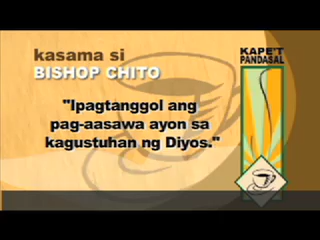 kasama si
BISHOP CHITO
KAPE'T
PANDASAL
"Ipagtanggol ang
pag-aasawa ayon sa
kagustuhan ng Diyos."